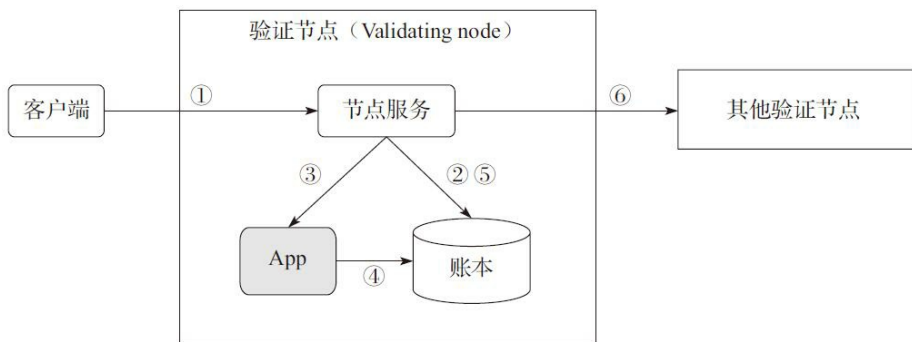 验证节点（Validating node）
客户端
①
节点服务
⑥
其他验证节点
③
② ⑤
App
④
账本